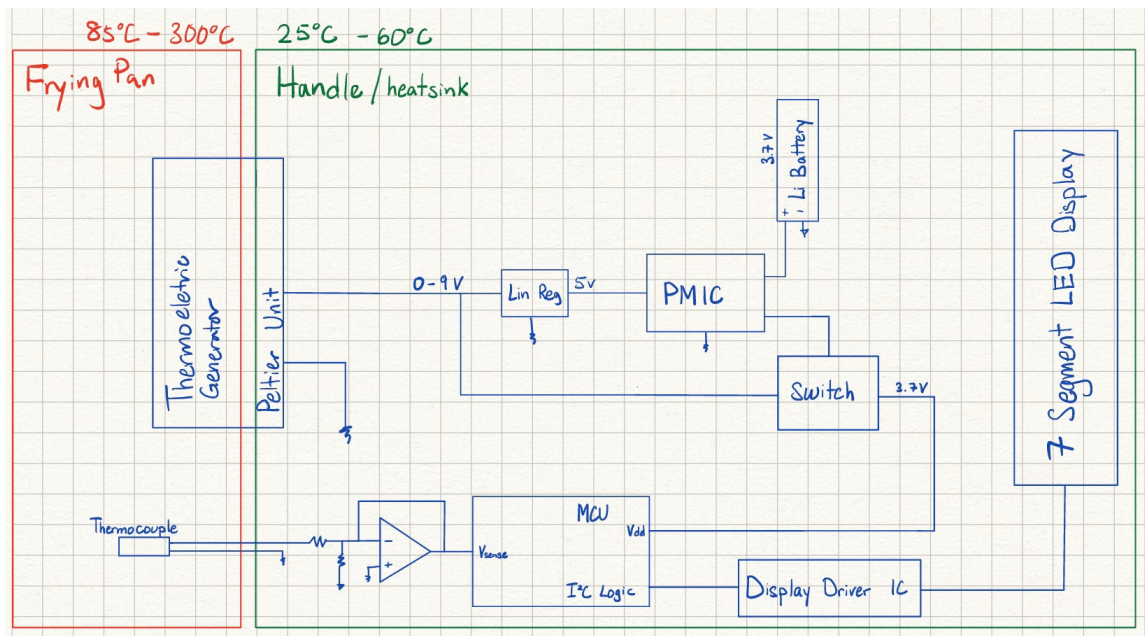 85°C - 300°C
25°C - 60°C
Frying Pan
Handle/heatsink
3.7V
+ - Li Battery
7 Segment LED Display
Thermoeletric
Generator
Peltier Unit
0-9V
Lin Reg
5v
PMIC
Switch
3.7V
Thermocouple
-
+
MCU
Vdd
Vsense
I²C Logic
Display Driver IC